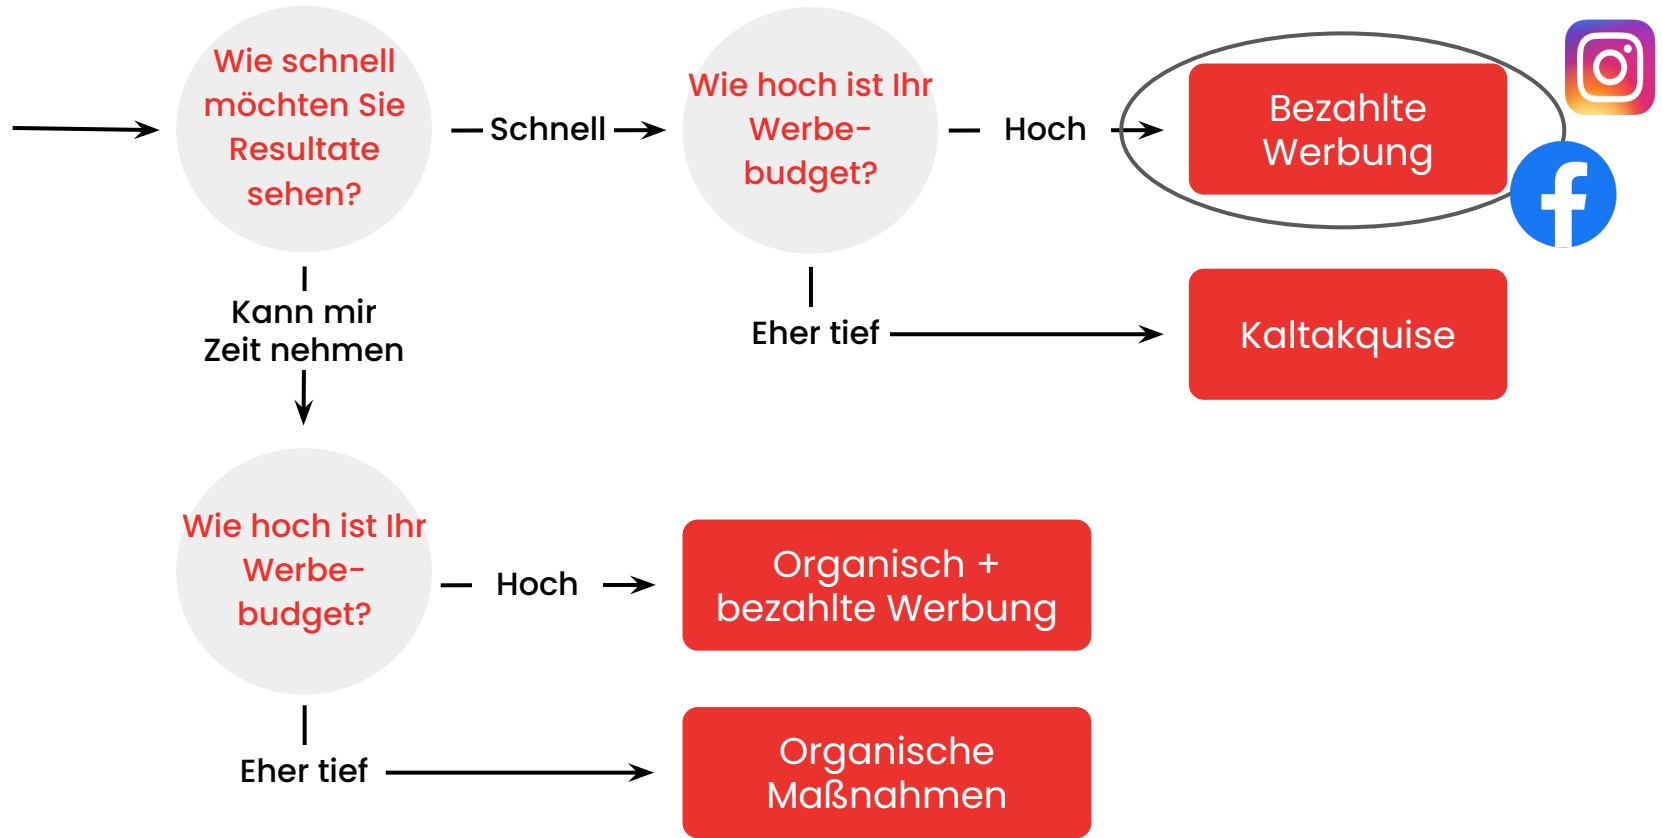 Wie schnell
möchten Sie
Resultate
sehen?
Schnell
Wie hoch ist Ihr
Werbe-
budget?
Hoch
Bezahlte
Werbung
Kann mir
Zeit nehmen
Eher tief
Kaltakquise
Wie hoch ist Ihr
Werbe-
budget?
Hoch
Organisch +
bezahlte Werbung
Eher tief
Organische
Maßnahmen